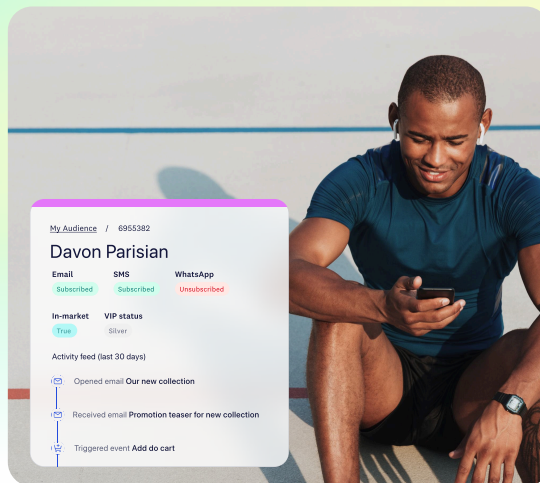 My Audience / 6955382
Davon Parisian
Email SMS WhatsApp
Subscribed Subscribed Unsubscribed
In-market VIP status
True Silver
Activity feed (last 30 days)
Opened email Our new collection
Received email Promotion teaser for new collection
Triggered event Add do cart